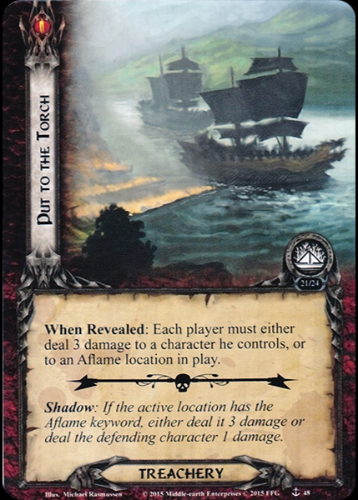 PUT TO THE TORCH
21/24
When Revealed: Each player must either
deal 3 damage to a character he controls, or
to an Aflame location in play.
Shadow: If the active location has the
Aflame keyword, either deal it 3 damage or
deal the defending character 1 damage.
TREACHERY
Illus. Michael Rasmussen
© 2015 Middle-earth Enterprises © 2015 FFG
48